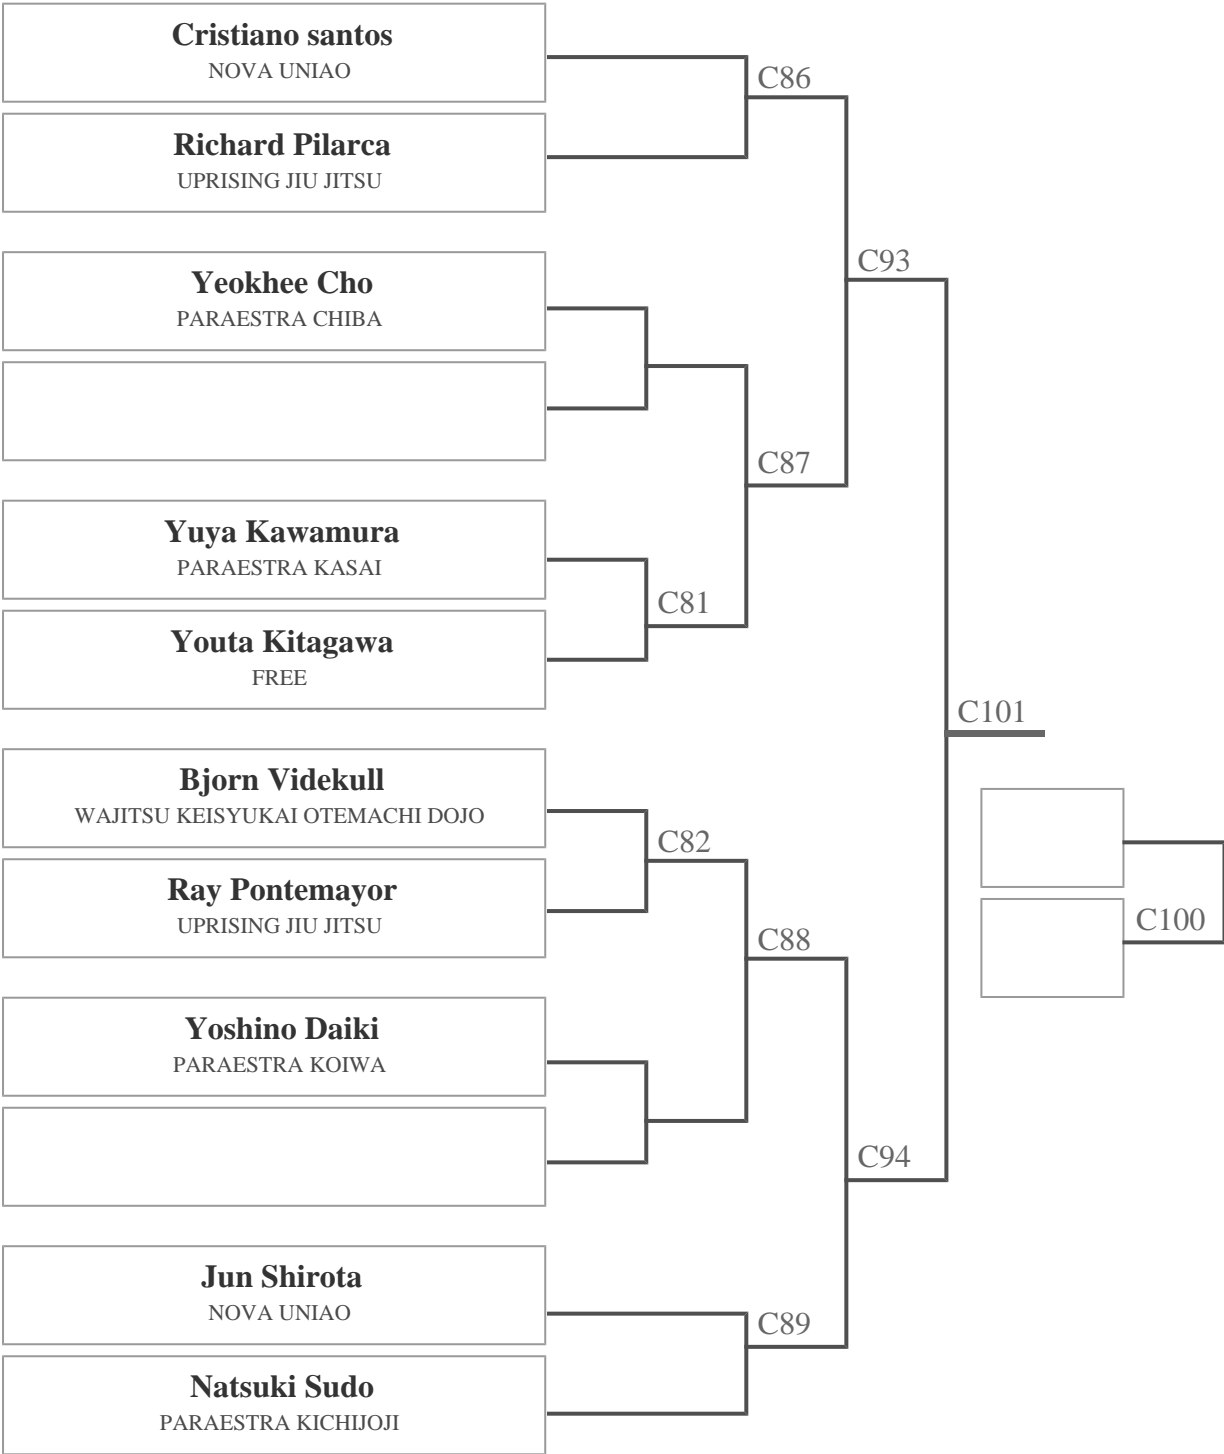 Cristiano santos
NOVA UNIAO
C86
Richard Pilarca
UPRISING JIU JITSU
C93
Yeokhee Cho
PARAESTRA CHIBA
C87
Yuya Kawamura
PARAESTRA KASAI
C81
Youta Kitagawa
FREE
C101
Bjorn Videkull
WAJITSU KEISYUKAI OTEMACHI DOJO
C82
Ray Pontemayor
UPRISING JIU JITSU
C100
C88
Yoshino Daiki
PARAESTRA KOIWA
C94
Jun Shirota
NOVA UNIAO
C89
Natsuki Sudo
PARAESTRA KICHIJOJI